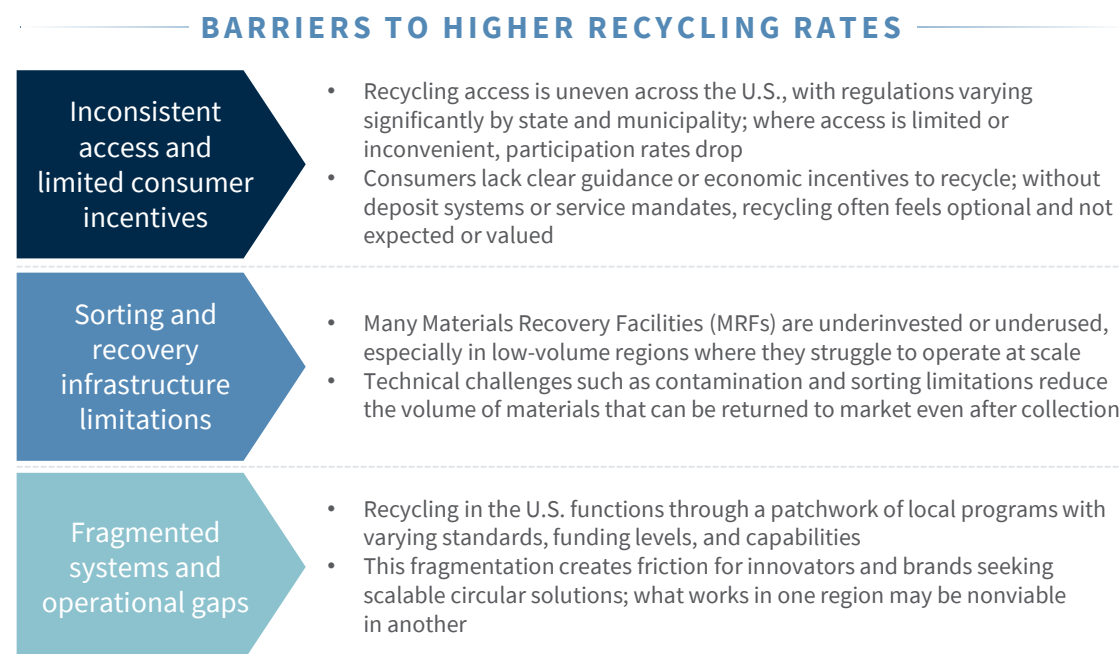 BARRIERS TO HIGHER RECYCLING RATES
Inconsistent
access and
limited consumer
incentives
• Recycling access is uneven across the U.S., with regulations varying
significantly by state and municipality; where access is limited or
inconvenient, participation rates drop
• Consumers lack clear guidance or economic incentives to recycle; without
deposit systems or service mandates, recycling often feels optional and not
expected or valued
Sorting and
recovery
infrastructure
limitations
• Many Materials Recovery Facilities (MRFs) are underinvested or underused,
especially in low-volume regions where they struggle to operate at scale
• Technical challenges such as contamination and sorting limitations reduce
the volume of materials that can be returned to market even after collection
Fragmented
systems and
operational gaps
• Recycling in the U.S. functions through a patchwork of local programs with
varying standards, funding levels, and capabilities
• This fragmentation creates friction for innovators and brands seeking
scalable circular solutions; what works in one region may be nonviable
in another